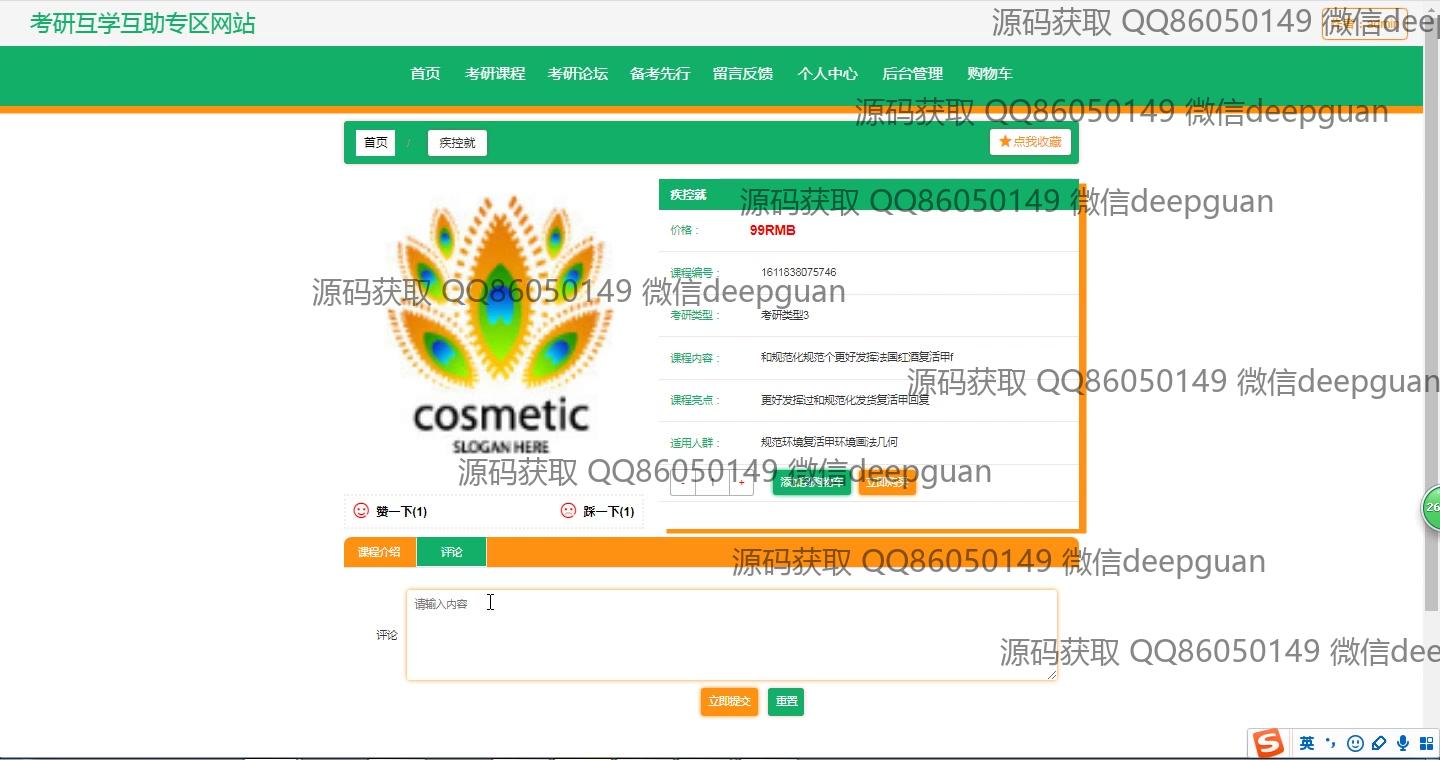 考研互学互助专区网站
源码获取 QQ86050149 微信deep
首页 考研课程 考研论坛 备考先行 留言反馈 个人中心 后台管理 购物车
源码获取 QQ86050149 微信deepguan
首页 / 疾控就 点我收藏
疾控就
源码获取 QQ86050149 微信deepguan
价格： 99RMB
课程编号： 1611838075746
源码获取 QQ86050149 微信deepguan
考研类型： 考研类型3
课程内容： 和规范化规范个更好发挥法国红酒复活甲f
源码获取 QQ86050149 微信deepguan
课程亮点： 更好发挥过和规范化发货复活甲回复
cosmetic
适用人群： 规范环境复活甲环境画法几何
SLOGAN HERE
源码获取 QQ86050149 微信deepguan
- 1 + 添加到购物车 立即购买
赞一下(1) 踩一下(1)
课程介绍 评论
源码获取 QQ86050149 微信deepguan
请输入内容
评论
源码获取 QQ86050149 微信dee
立即提交 重置
26
S 英